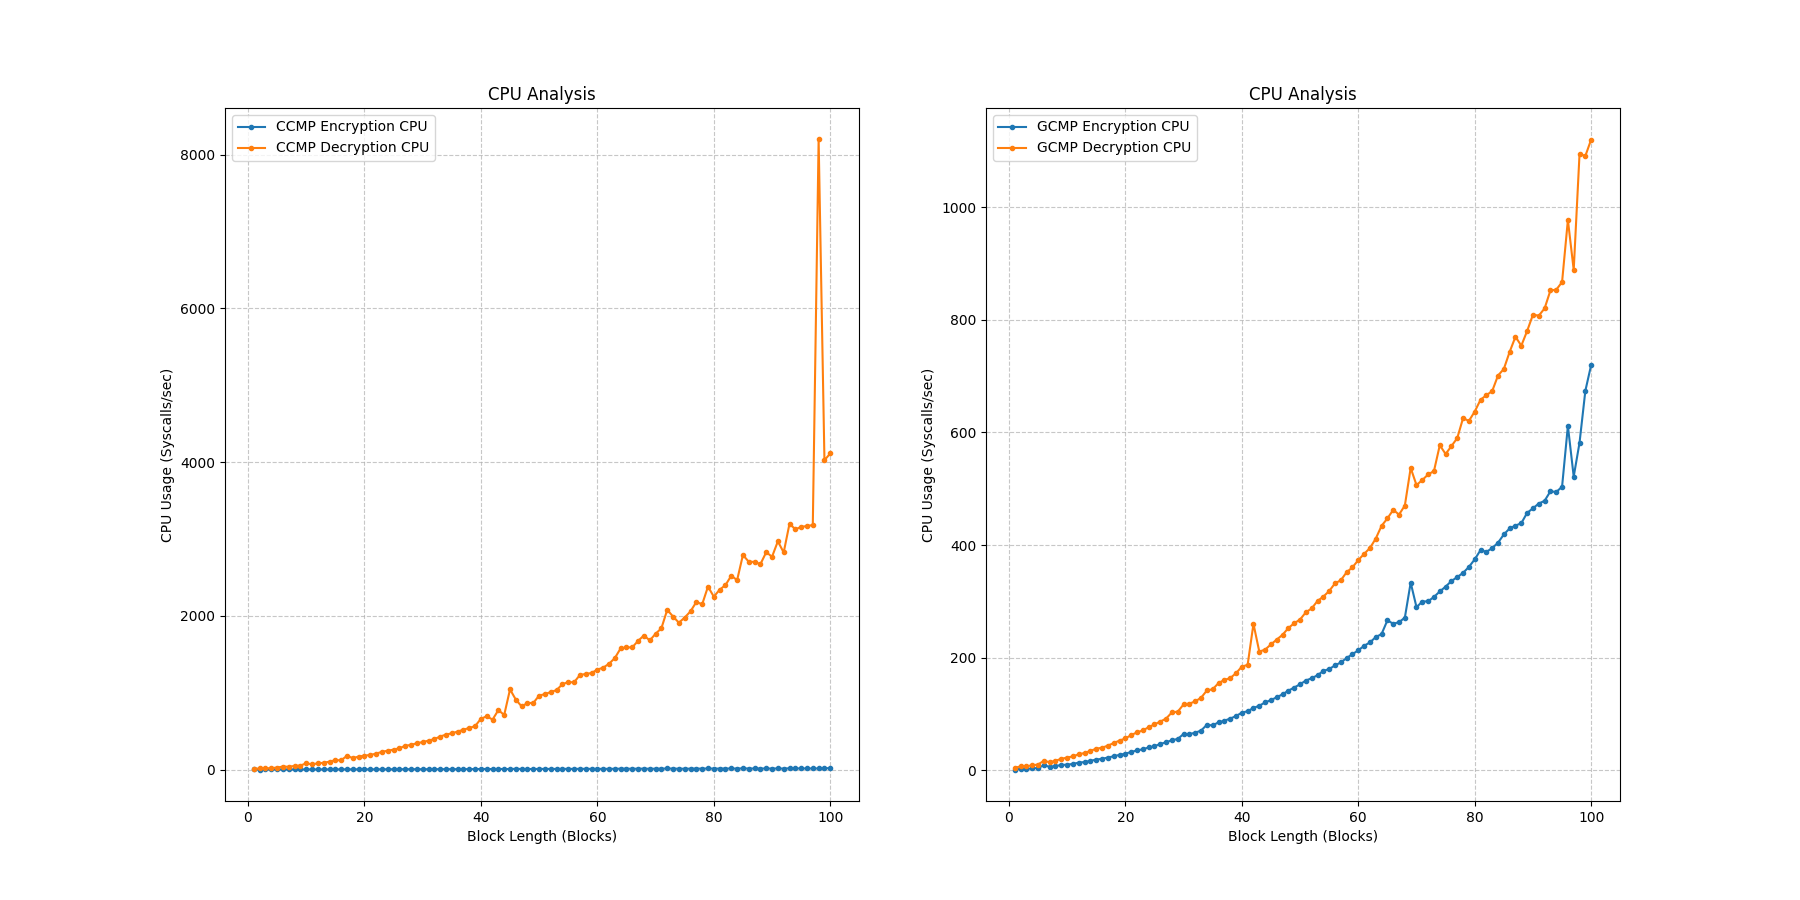 CPU Analysis
CCMP Encryption CPU
CCMP Decryption CPU
8000
6000
4000
2000
0
CPU Usage (Syscalls/sec)
0 20 40 60 80 100
Block Length (Blocks)
CPU Analysis
GCMP Encryption CPU
GCMP Decryption CPU
1000
800
600
400
200
0
CPU Usage (Syscalls/sec)
0 20 40 60 80 100
Block Length (Blocks)